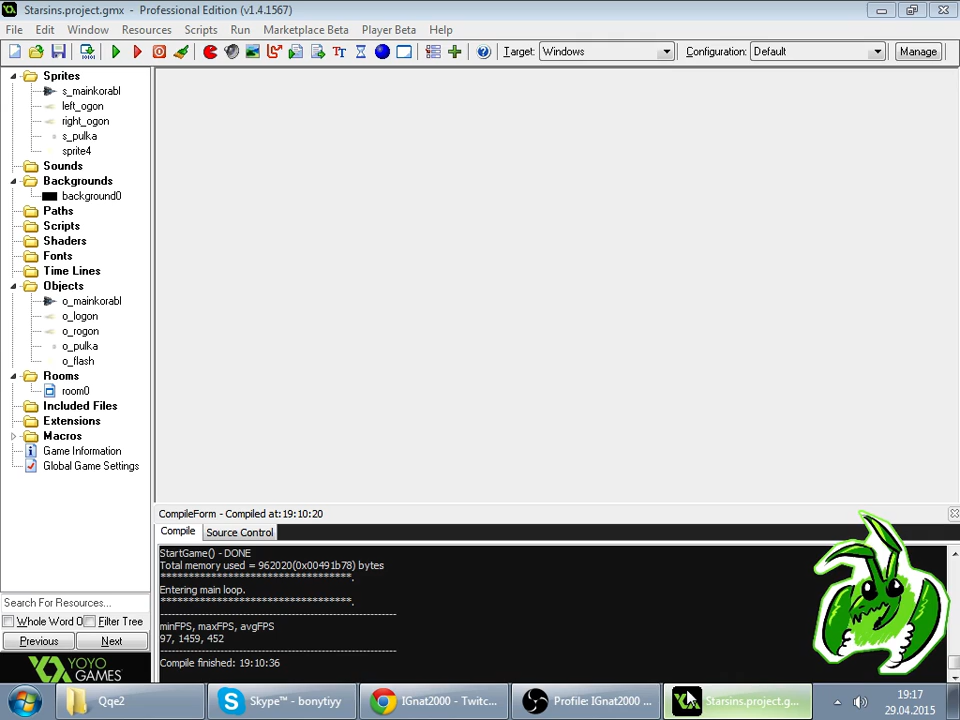 Starsins.project.gmx - Professional Edition (v1.4.1567)
File Edit Window Resources Scripts Run Marketplace Beta Player Beta Help
Target: Windows Configuration: Default Manage
Sprites
s_mainkorabl
left_ogon
right_ogon
s_pulka
sprite4
Sounds
Backgrounds
background0
Paths
Scripts
Shaders
Fonts
Time Lines
Objects
o_mainkorabl
o_logon
o_rogon
o_pulka
o_flash
Rooms
room0
Included Files
Extensions
Macros
Game Information
Global Game Settings
CompileForm - Compiled at:19:10:20
Compile Source Control
StartGame() - DONE
Total memory used = 962020(0x00491b78) bytes
***********************************.
Entering main loop.
***********************************.
minFPS, maxFPS, avgFPS
97, 1459, 452
Compile finished: 19:10:36
Search For Resources...
Whole Word O Filter Tree
Previous Next
YOYO
GAMES
Qqe2 Skype™ - bonytiyy IGnat2000 - Twitc... Profile: IGnat2000 ... Starsins.project.g...
19:17
29.04.2015